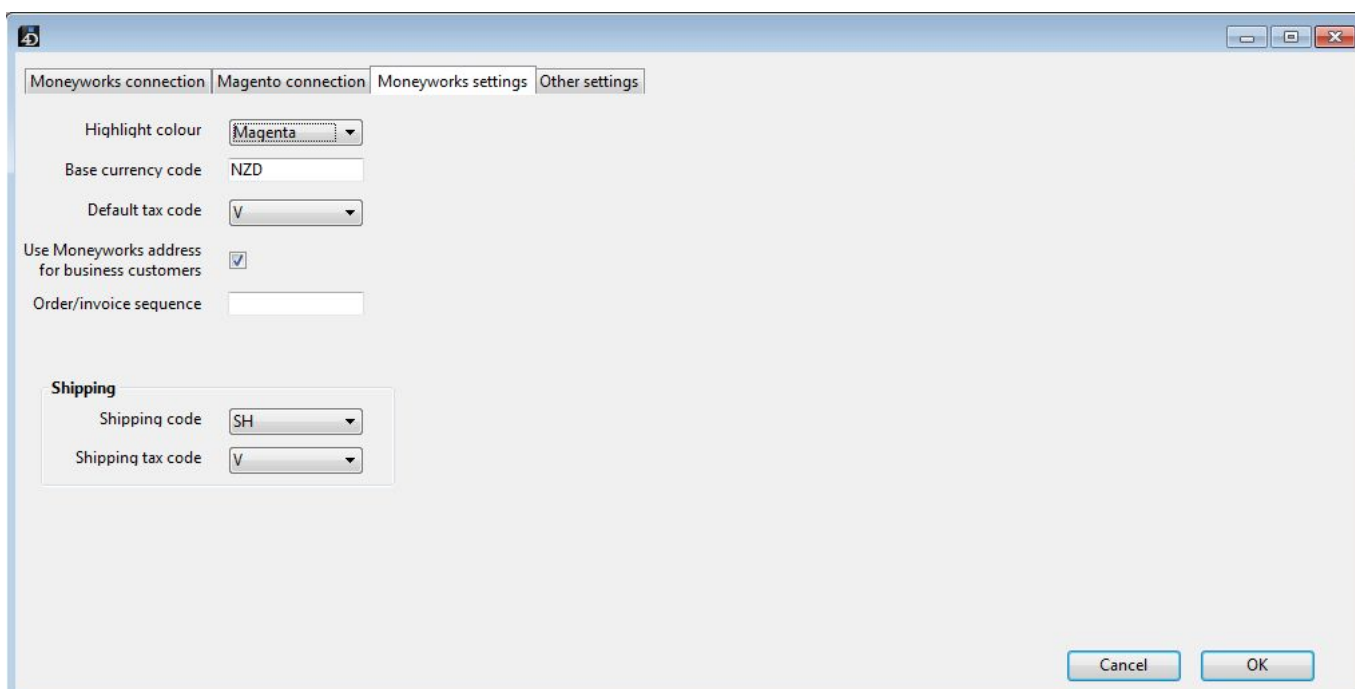 4D
Moneyworks connection Magento connection Moneyworks settings Other settings
Highlight colour Magenta
Base currency code NZD
Default tax code V
Use Moneyworks address
for business customers
Order/invoice sequence
Shipping
Shipping code SH
Shipping tax code V
Cancel OK